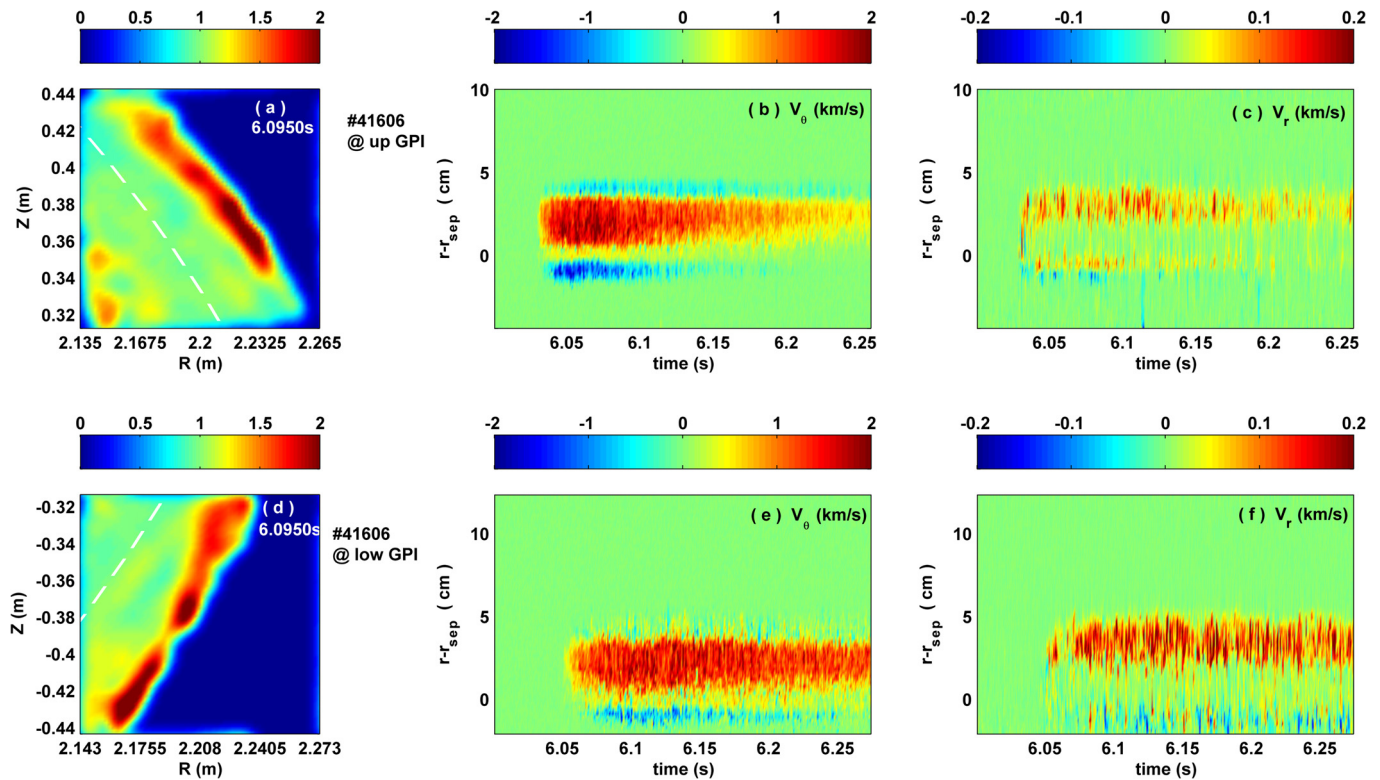 0 0.5 1 1.5 2
-2 -1 0 1 2
-0.2 -0.1 0 0.1 0.2
0.44
0.42
0.4
0.38
0.36
0.34
0.32
Z (m)
( a )
6.0950s
2.135 2.1675 2.2 2.2325 2.265
R (m)
#41606
@ up GPI
10
5
0
r-rsep ( cm )
( b ) Vθ (km/s)
6.05 6.1 6.15 6.2 6.25
time (s)
10
5
0
r-rsep ( cm )
( c ) Vr (km/s)
6.05 6.1 6.15 6.2 6.25
time (s)
0 0.5 1 1.5 2
-2 -1 0 1 2
-0.2 -0.1 0 0.1 0.2
-0.32
-0.34
-0.36
-0.38
-0.4
-0.42
-0.44
Z (m)
( d )
6.0950s
2.143 2.1755 2.208 2.2405 2.273
R (m)
#41606
@ low GPI
10
5
0
r-rsep ( cm )
( e ) Vθ (km/s)
6.05 6.1 6.15 6.2 6.25
time (s)
10
5
0
r-rsep ( cm )
( f ) Vr (km/s)
6.05 6.1 6.15 6.2 6.25
time (s)